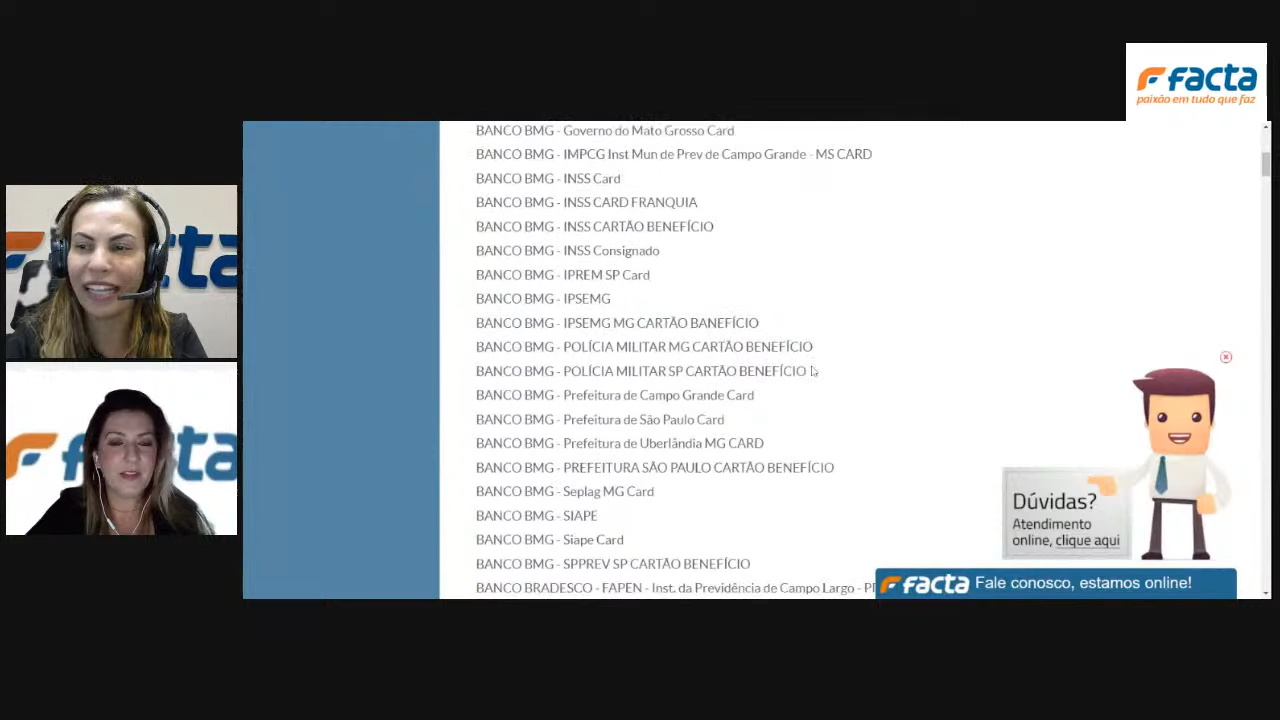 facta
paixão em tudo que faz
BANCO BMG - Governo do Mato Grosso Card
BANCO BMG - IMPCG Inst Mun de Prev de Campo Grande - MS CARD
BANCO BMG - INSS Card
BANCO BMG - INSS CARD FRANQUIA
BANCO BMG - INSS CARTÃO BENEFÍCIO
BANCO BMG - INSS Consignado
BANCO BMG - IPREM SP Card
BANCO BMG - IPSEMG
BANCO BMG - IPSEMG MG CARTÃO BANEFÍCIO
BANCO BMG - POLÍCIA MILITAR MG CARTÃO BENEFÍCIO
BANCO BMG - POLÍCIA MILITAR SP CARTÃO BENEFÍCIO
BANCO BMG - Prefeitura de Campo Grande Card
BANCO BMG - Prefeitura de São Paulo Card
BANCO BMG - Prefeitura de Uberlândia MG CARD
BANCO BMG - PREFEITURA SÃO PAULO CARTÃO BENEFÍCIO
BANCO BMG - Seplag MG Card
BANCO BMG - SIAPE
BANCO BMG - Siape Card
BANCO BMG - SPPREV SP CARTÃO BENEFÍCIO
BANCO BRADESCO - FAPEN - Inst. da Previdência de Campo Largo -
Dúvidas?
Atendimento
online, clique aqui
facta Fale conosco, estamos online!